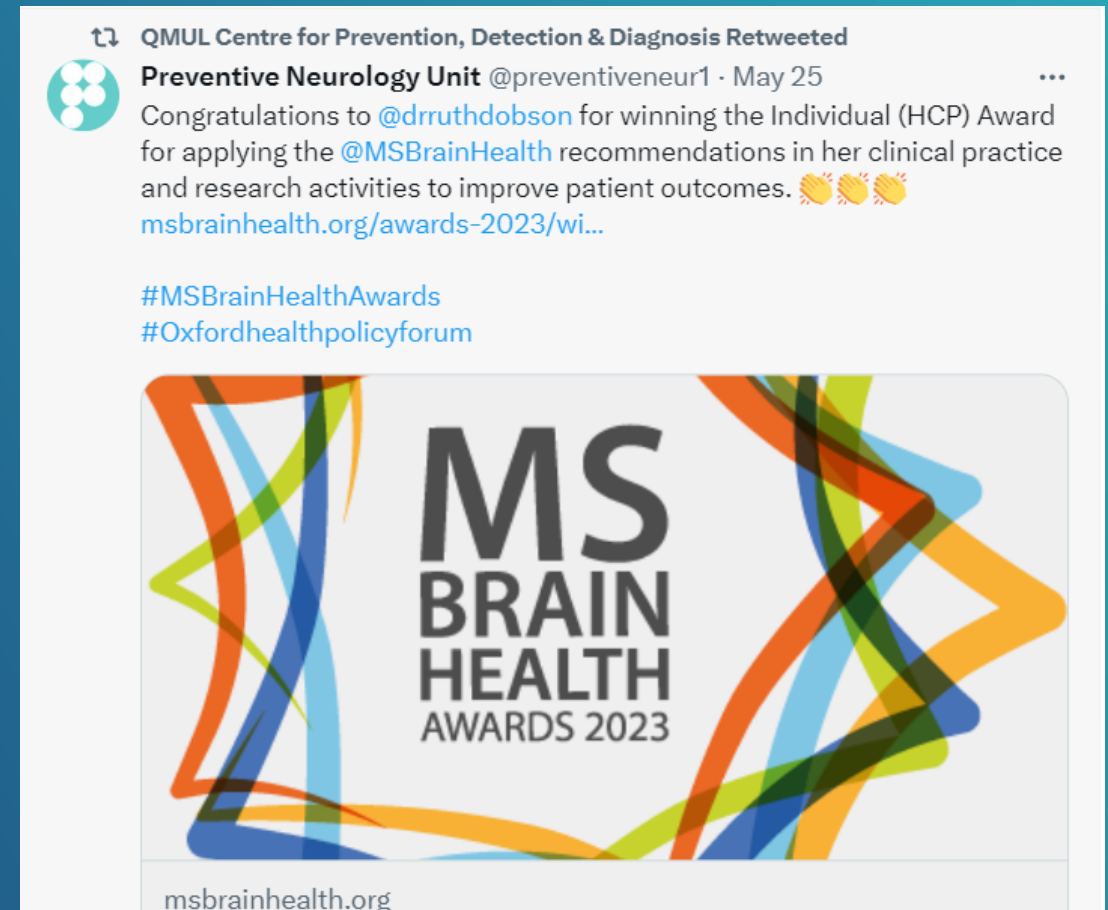 QMUL Centre for Prevention, Detection & Diagnosis Retweeted
Preventive Neurology Unit @preventiveneur1 · May 25
Congratulations to @drruthdobson for winning the Individual (HCP) Award
for applying the @MSBrainHealth recommendations in her clinical practice
and research activities to improve patient outcomes. 👏👏👏
msbrainhealth.org/awards-2023/wi...
#MSBrainHealthAwards
#Oxfordhealthpolicyforum
MS
BRAIN
HEALTH
AWARDS 2023
msbrainhealth.org